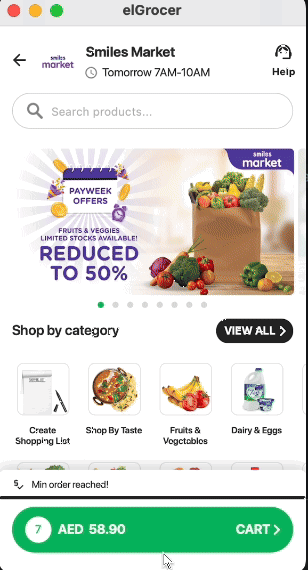 elGrocer
smiles
market
Smiles Market
Tomorrow 7AM-10AM
Help
Search products...
smiles
market
PAYWEEK
OFFERS
FRUITS & VEGGIES
LIMITED STOCKS AVAILABLE!
REDUCED
TO 50%
Shop by category
VIEW ALL
Create
Shopping List
Shop By Taste
Fruits &
Vegetables
Dairy & Eggs
Min order reached!
7
AED 58.90
CART